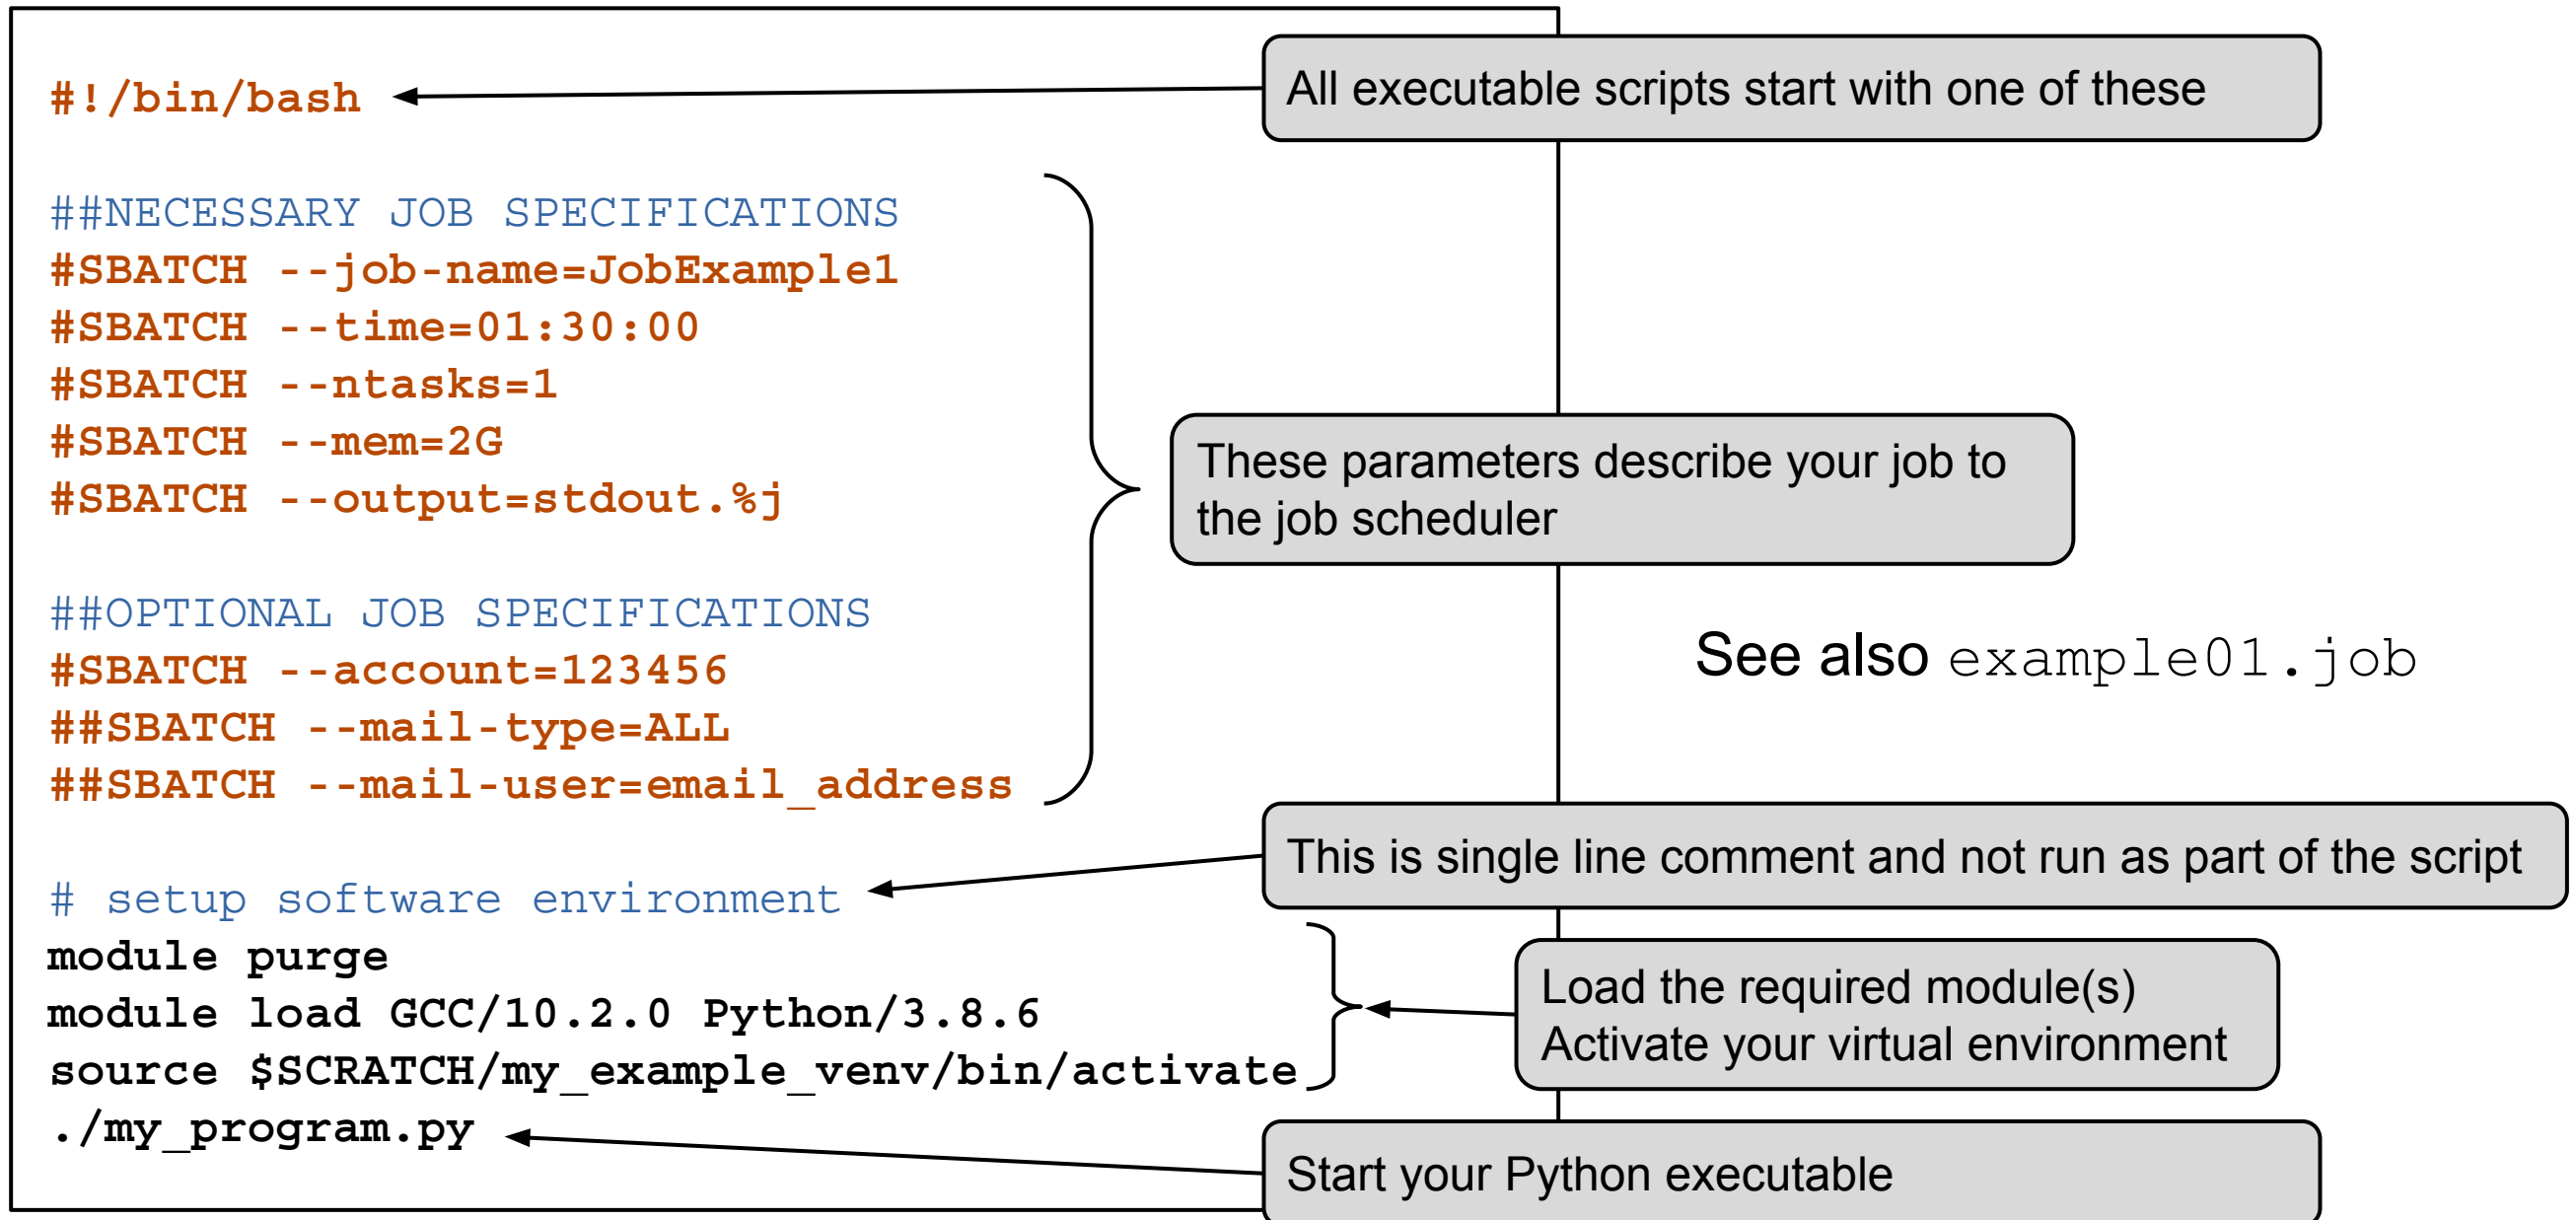 #!/bin/bash
All executable scripts start with one of these
##NECESSARY JOB SPECIFICATIONS
#SBATCH --job-name=JobExample1
#SBATCH --time=01:30:00
#SBATCH --ntasks=1
#SBATCH --mem=2G
#SBATCH --output=stdout.%j
These parameters describe your job to
the job scheduler
##OPTIONAL JOB SPECIFICATIONS
#SBATCH --account=123456
##SBATCH --mail-type=ALL
##SBATCH --mail-user=email_address
See also example01.job
# setup software environment
This is single line comment and not run as part of the script
module purge
module load GCC/10.2.0 Python/3.8.6
source $SCRATCH/my_example_venv/bin/activate
Load the required module(s)
Activate your virtual environment
./my_program.py
Start your Python executable